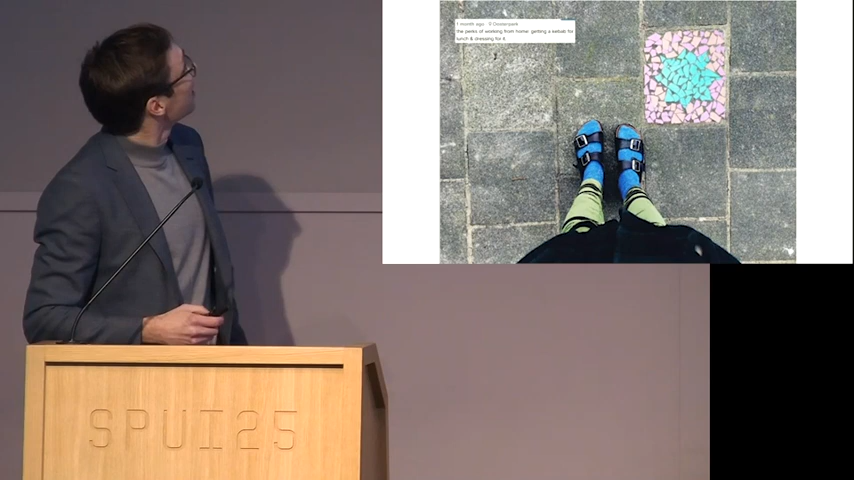 1 month ago · Oosterpark
the perks of working from home: getting a kebab for
lunch & dressing for it
SPUI25